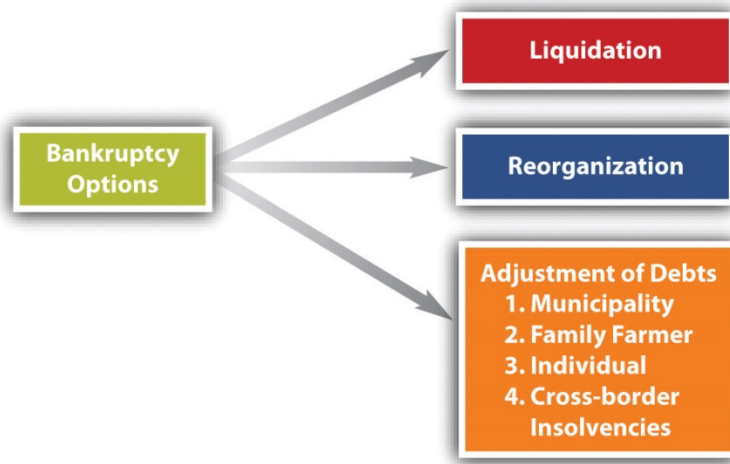 Bankruptcy
Options
Liquidation
Reorganization
Adjustment of Debts
1. Municipality
2. Family Farmer
3. Individual
4. Cross-border
Insolvencies